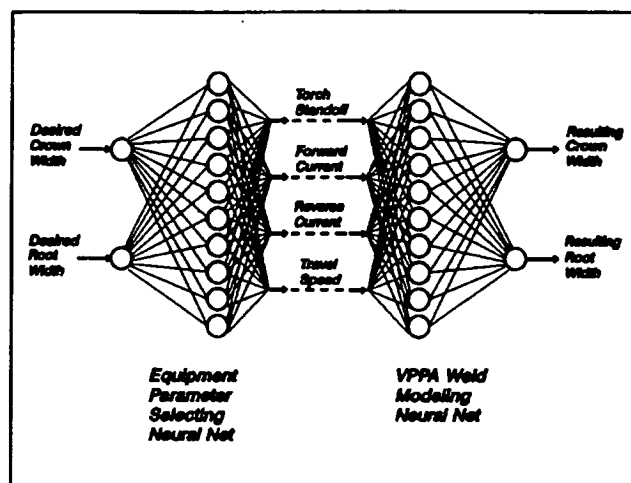 Torch
Standoff
Desired
Crown
Width
Forward
Current
Resulting
Crown
Width
Reverse
Current
Desired
Root
Width
Travel
Speed
Resulting
Root
Width
Equipment
Parameter
Selecting
Neural Net
VPPA Weld
Modeling
Neural Net